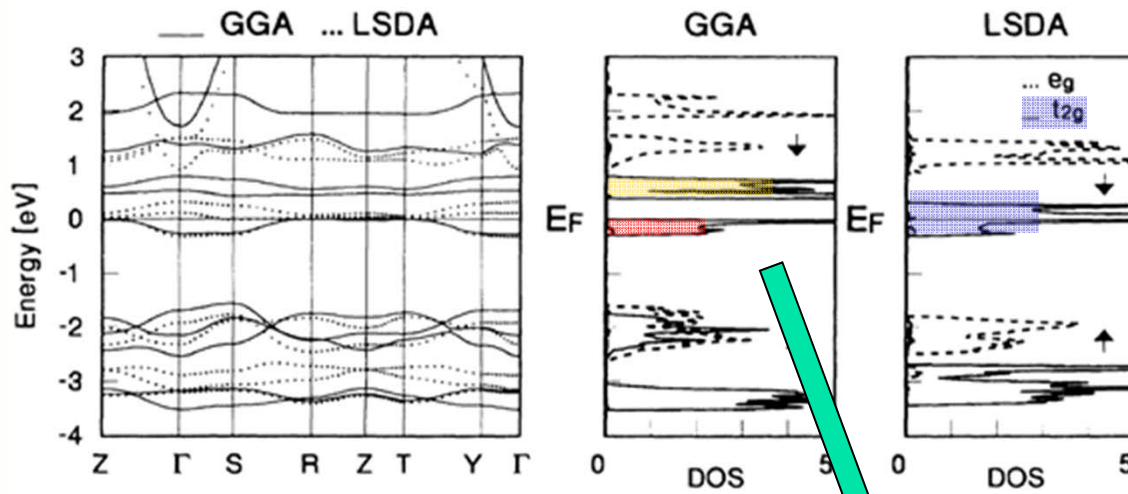 — GGA ... LSDA
GGA
LSDA
Energy [eV]
3
2
1
0
-1
-2
-3
-4
Z Γ S R Z T Y Γ
EF
0 5
DOS
EF
... eg
— t2g
0 5
DOS